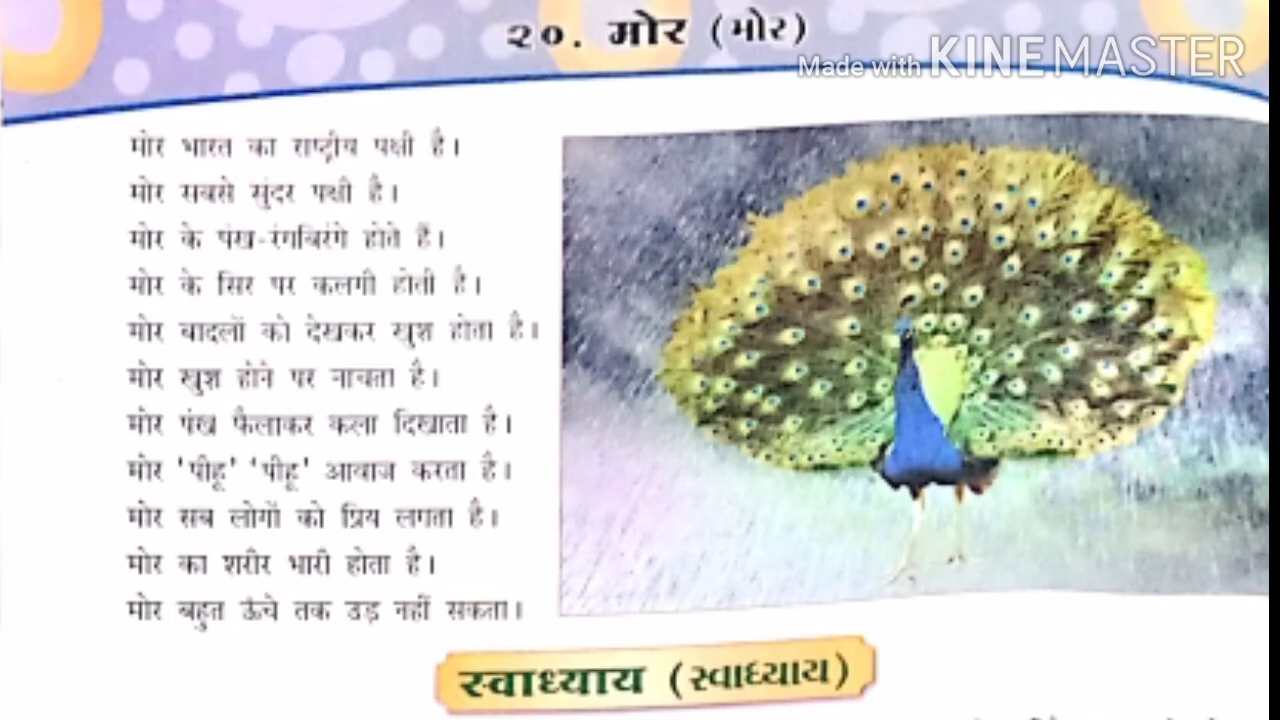 २०. मोर (મોર)
Made with KINEMASTER
मोर भारत का राष्ट्रीय पक्षी है।
मोर सबसे सुंदर पक्षी है।
मोर के पंख-रंगबिरंगे होते हैं।
मोर के सिर पर कलगी होती है।
मोर बादलों को देखकर खुश होता है।
मोर खुश होने पर नाचता है।
मोर पंख फैलाकर कला दिखाता है।
मोर 'पीहू' 'पीहू' आवाज करता है।
मोर सब लोगों को प्रिय लगता है।
मोर का शरीर भारी होता है।
मोर बहुत ऊंचे तक उड़ नहीं सकता।
स्वाध्याय (સ્વાધ્યાય)